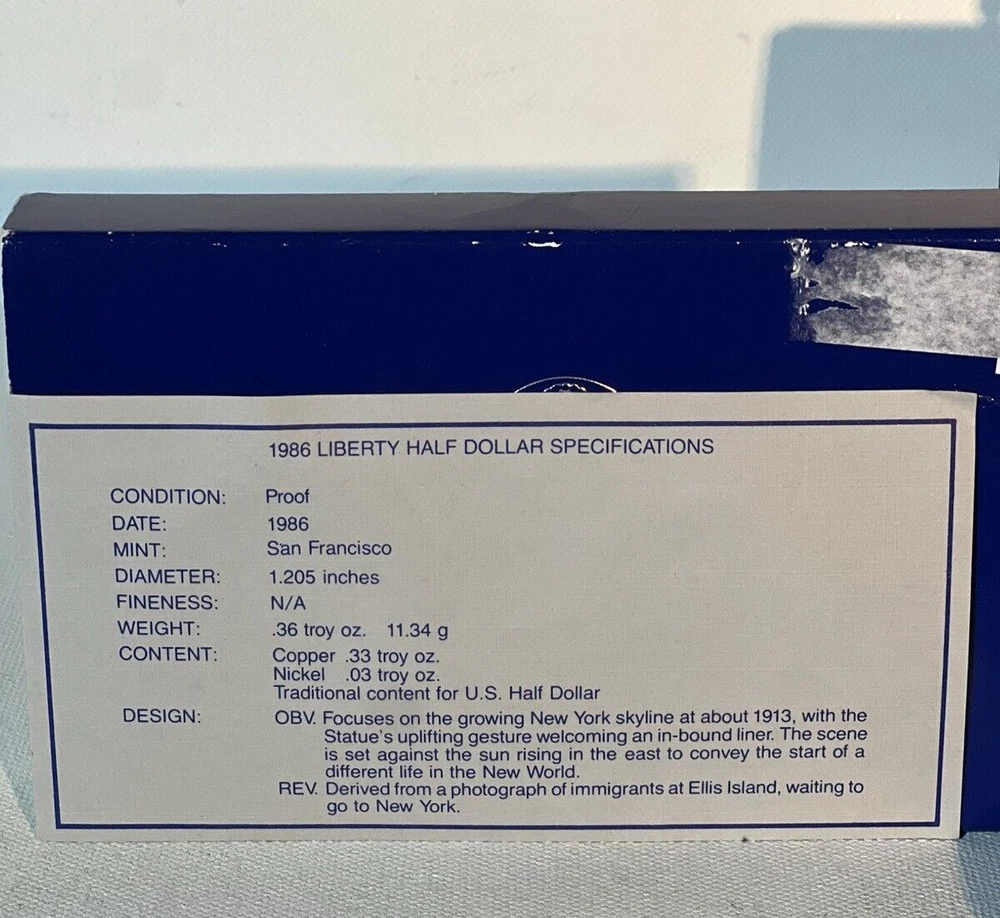 1986 LIBERTY HALF DOLLAR SPECIFICATIONS
CONDITION: Proof
DATE: 1986
MINT: San Francisco
DIAMETER: 1.205 inches
FINENESS: N/A
WEIGHT: .36 troy oz. 11.34 g
CONTENT: Copper .33 troy oz.
Nickel .03 troy oz.
Traditional content for U.S. Half Dollar
DESIGN: OBV. Focuses on the growing New York skyline at about 1913, with the
Statue's uplifting gesture welcoming an in-bound liner. The scene
is set against the sun rising in the east to convey the start of a
different life in the New World.
REV. Derived from a photograph of immigrants at Ellis Island, waiting to
go to New York.